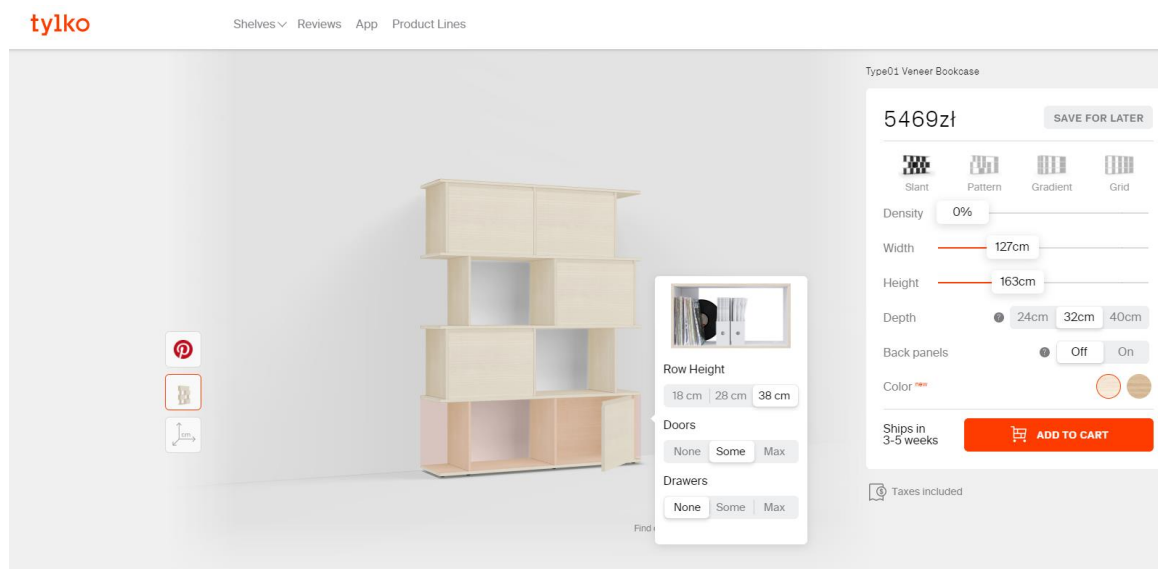 tylko
Shelves Reviews App Product Lines
Type01 Veneer Bookcase
5469zł
SAVE FOR LATER
Slant Pattern Gradient Grid
Density 0%
Width 127cm
Height 163cm
Depth ? 24cm 32cm 40cm
Back panels ? Off On
Color new
Ships in
3-5 weeks
ADD TO CART
Taxes included
Row Height
18 cm 28 cm 38 cm
Doors
None Some Max
Drawers
None Some Max
Find
cm